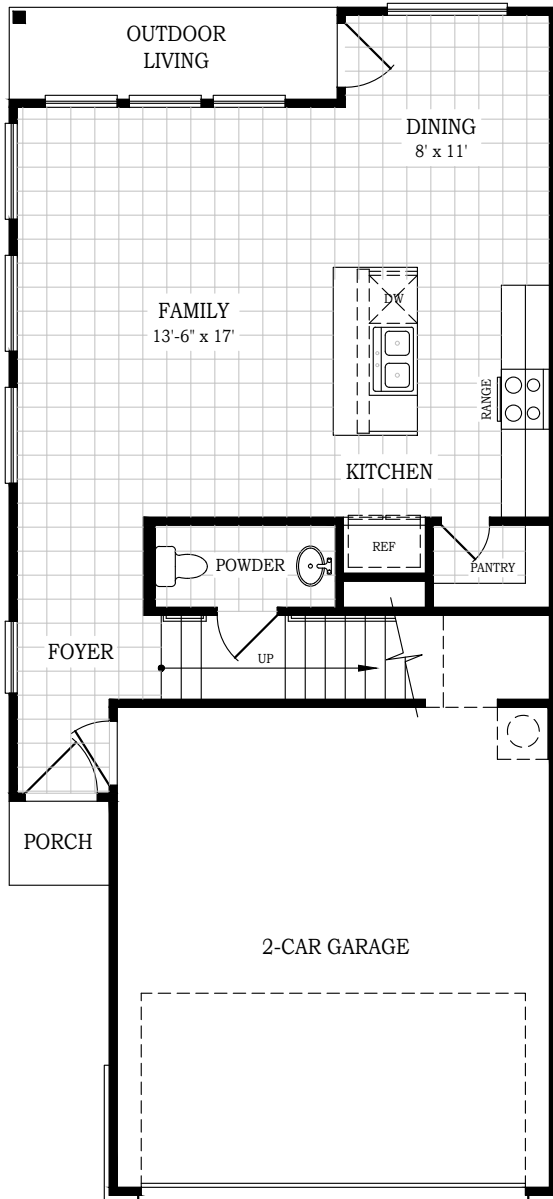 OUTDOOR
LIVING
DINING
8' x 11'
DW
FAMILY
13'-6" x 17'
RANGE
KITCHEN
REF
POWDER
PANTRY
FOYER
UP
PORCH
2-CAR GARAGE